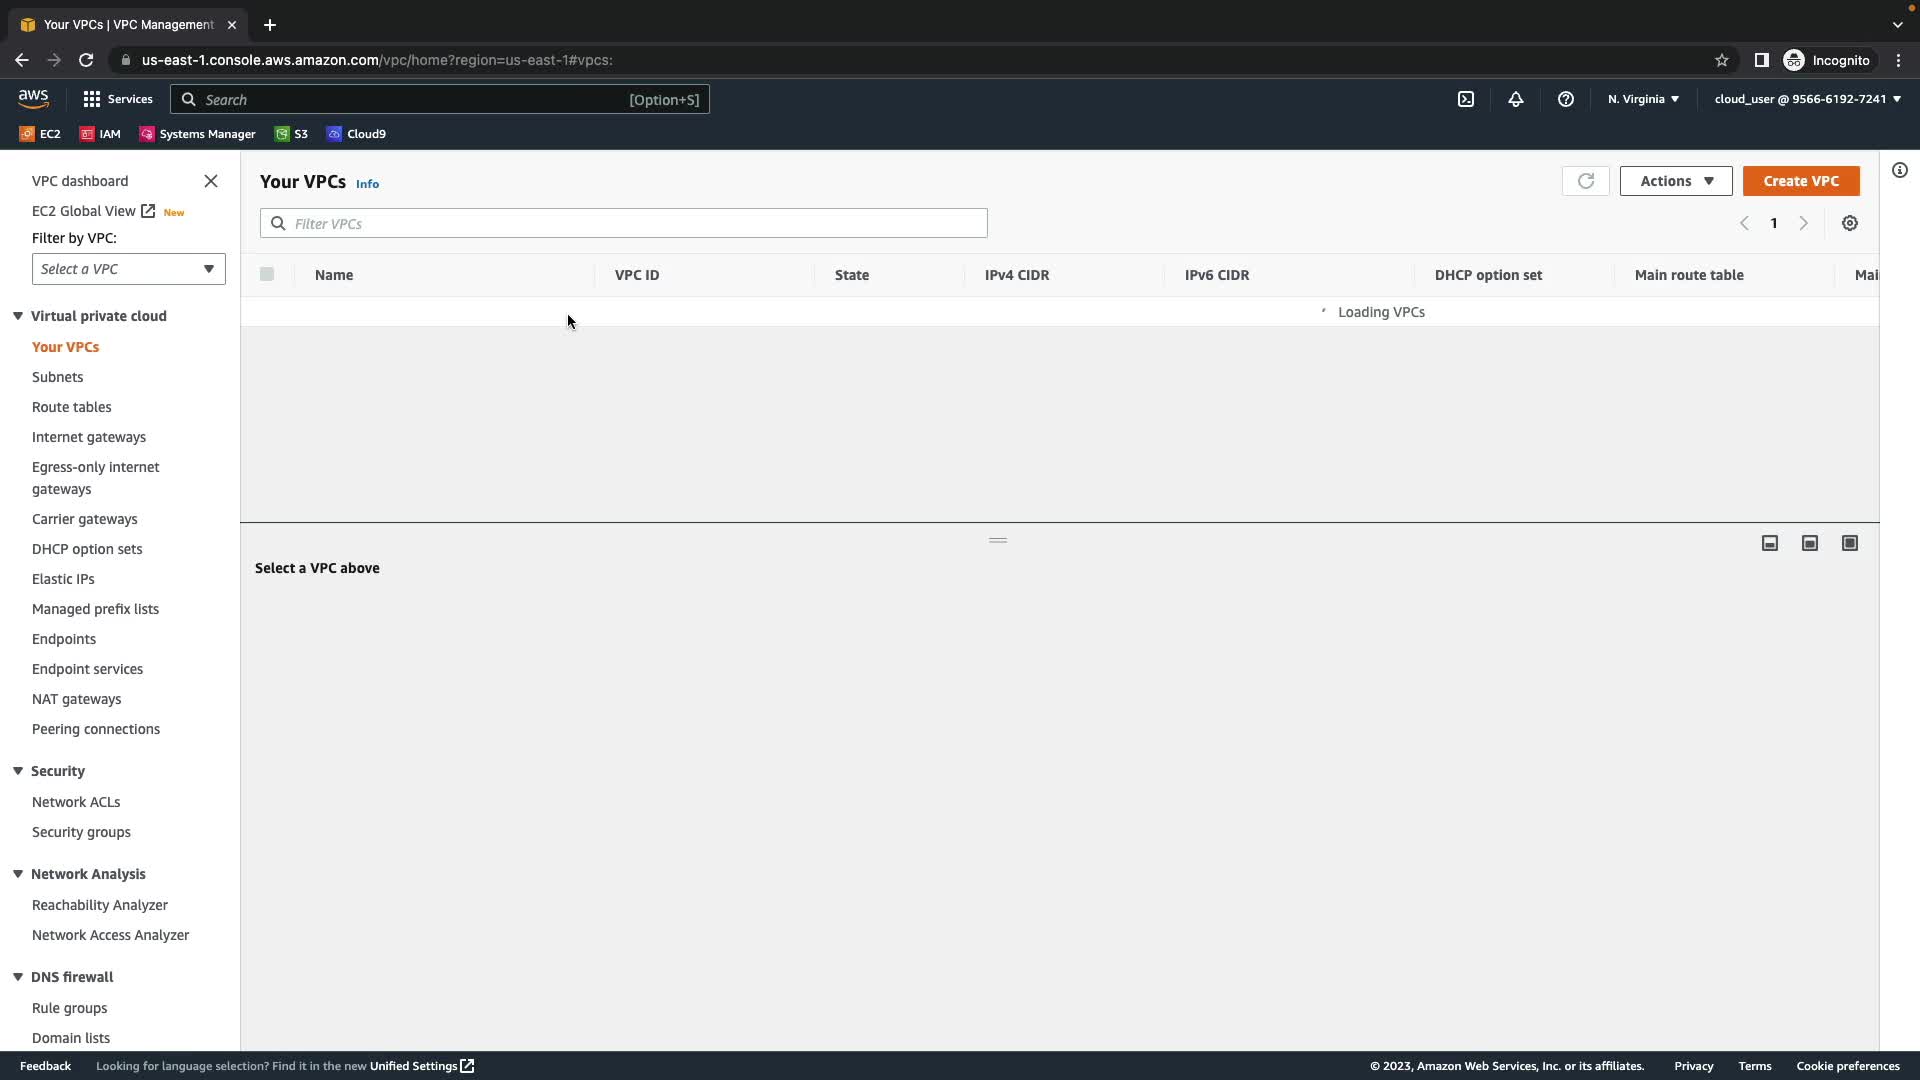 Your VPCs | VPC Management
us-east-1.console.aws.amazon.com/vpc/home?region=us-east-1#vpcs:
Incognito
aws
Services
Search
[Option+S]
N. Virginia
cloud_user @ 9566-6192-7241
EC2
IAM
Systems Manager
S3
Cloud9
VPC dashboard
EC2 Global View New
Filter by VPC:
Select a VPC
Virtual private cloud
Your VPCs
Subnets
Route tables
Internet gateways
Egress-only internet
gateways
Carrier gateways
DHCP option sets
Elastic IPs
Managed prefix lists
Endpoints
Endpoint services
NAT gateways
Peering connections
Security
Network ACLs
Security groups
Network Analysis
Reachability Analyzer
Network Access Analyzer
DNS firewall
Rule groups
Domain lists
Your VPCs Info
Actions
Create VPC
Filter VPCs
1
Name
VPC ID
State
IPv4 CIDR
IPv6 CIDR
DHCP option set
Main route table
Mai
Loading VPCs
Select a VPC above
Feedback
Looking for language selection? Find it in the new Unified Settings
© 2023, Amazon Web Services, Inc. or its affiliates.
Privacy
Terms
Cookie preferences